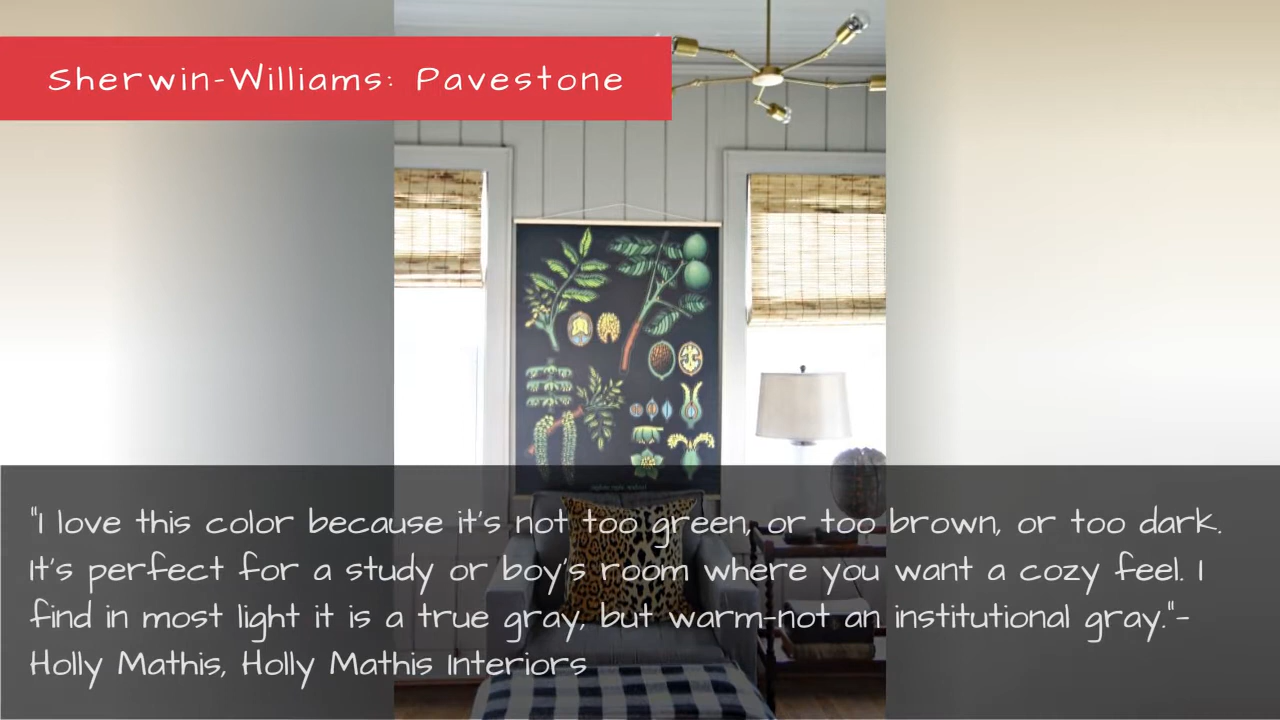 Sherwin-Williams: Pavestone
"I love this color because it's not too green, or too brown, or too dark.
It's perfect for a study or boy's room where you want a cozy feel. I
find in most light it is a true gray, but warm-not an institutional gray."-
Holly Mathis, Holly Mathis Interiors